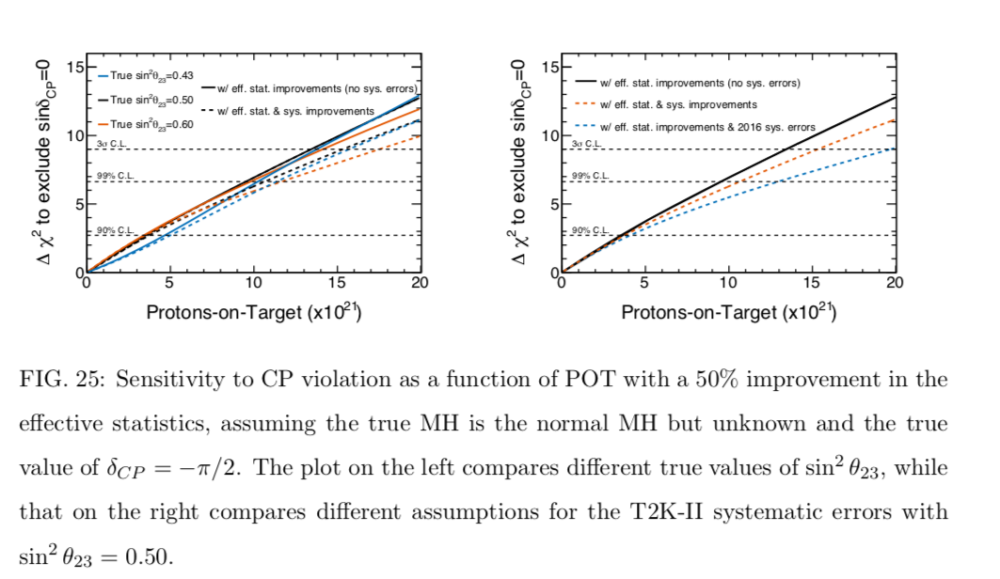 Δ χ² to exclude sinδCP=0
15
10
5
0
True sin²θ23=0.43
True sin²θ23=0.50
True sin²θ23=0.60
w/ eff. stat. improvements (no sys. errors)
w/ eff. stat. & sys. improvements
3σ C.L.
99% C.L.
90% C.L.
0 5 10 15 20
Protons-on-Target (x10²¹)
Δ χ² to exclude sinδCP=0
15
10
5
0
w/ eff. stat. improvements (no sys. errors)
w/ eff. stat. & sys. improvements
w/ eff. stat. improvements & 2016 sys. errors
3σ C.L.
99% C.L.
90% C.L.
0 5 10 15 20
Protons-on-Target (x10²¹)
FIG. 25: Sensitivity to CP violation as a function of POT with a 50% improvement in the
effective statistics, assuming the true MH is the normal MH but unknown and the true
value of δCP = −π/2. The plot on the left compares different true values of sin² θ23, while
that on the right compares different assumptions for the T2K-II systematic errors with
sin² θ23 = 0.50.